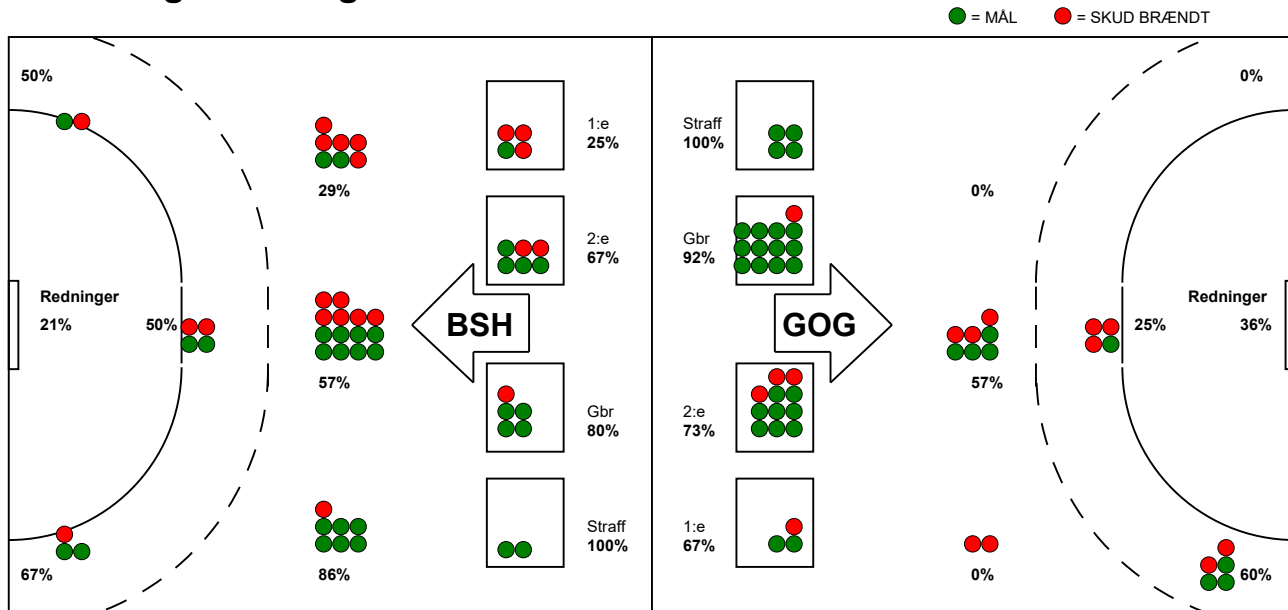 = MÅL
= SKUD BRÆNDT
50%
0%
1:e
25%
Straff
100%
29%
0%
2:e
67%
Gbr
92%
Redninger
21%
50%
BSH
GOG
25%
Redninger
36%
57%
57%
Gbr
80%
2:e
73%
Straff
100%
1:e
67%
67%
86%
0%
60%